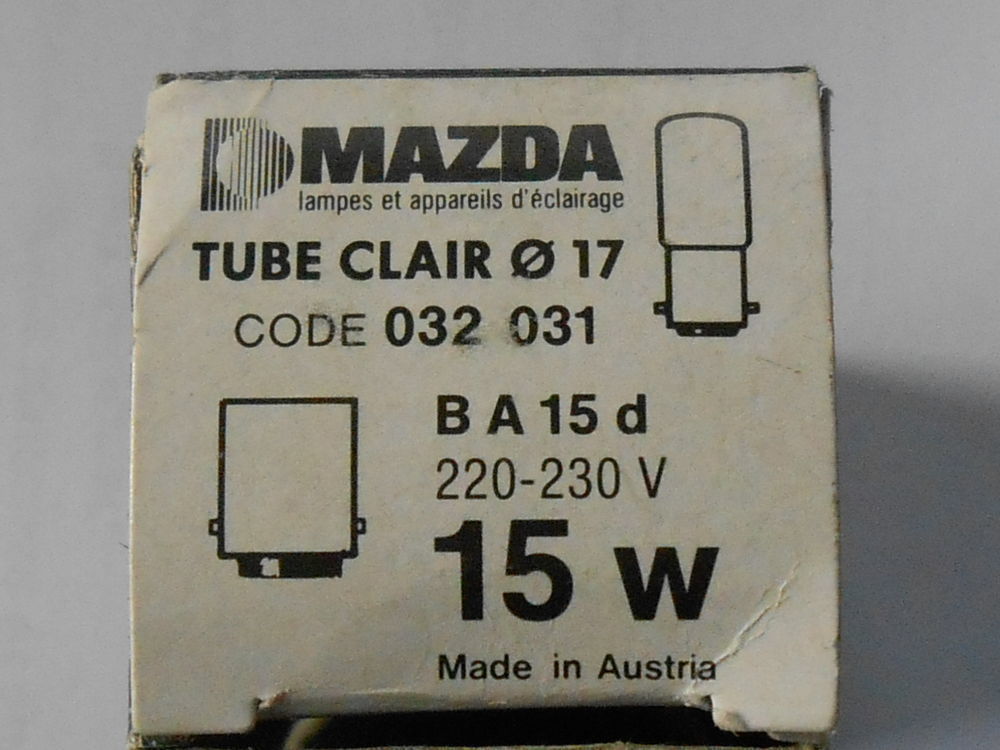 MAZDA
lampes et appareils d'éclairage
TUBE CLAIR Ø 17
CODE 032 031
B A 15 d
220-230 V
15 w
Made in Austria